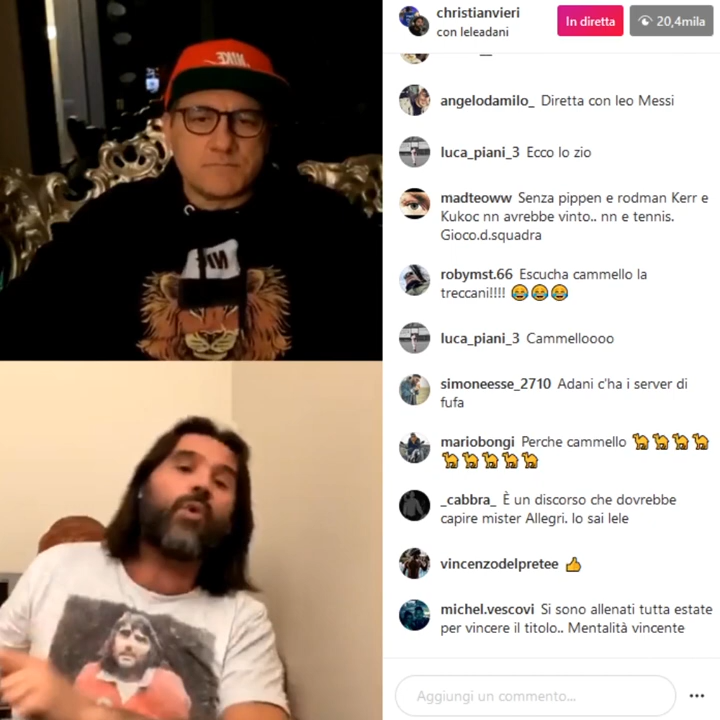 christianvieri
con leleadani
In diretta
20,4mila
angelodamilo_ Diretta con leo Messi
luca_piani_3 Ecco lo zio
madteoww Senza pippen e rodman Kerr e
Kukoc nn avrebbe vinto.. nn e tennis.
Gioco.d.squadra
robymst.66 Escucha cammello la
treccani!!!! 😂😂😂
luca_piani_3 Cammelloooo
simoneesse_2710 Adani c'ha i server di
fufa
mariobongi Perche cammello 🐪🐪🐪🐪
🐪🐪🐪🐪🐪
_cabbra_ È un discorso che dovrebbe
capire mister Allegri. Io sai lele
vincenzodelpretee 👍
michel.vescovi Si sono allenati tutta estate
per vincere il titolo.. Mentalità vincente
Aggiungi un commento...
NIKE